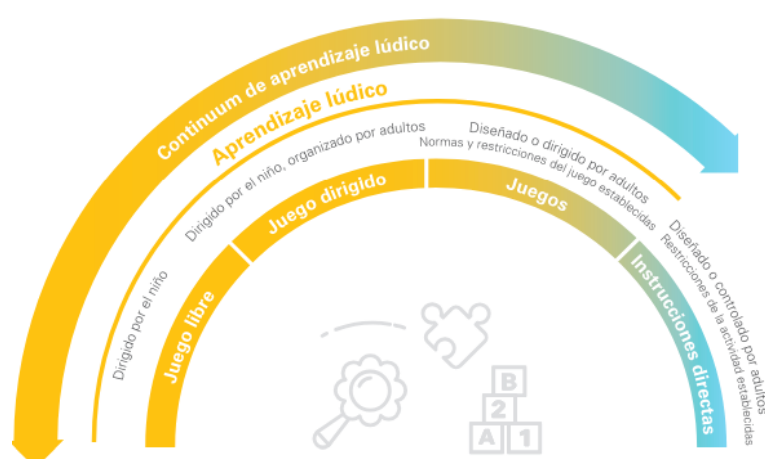 Continuum de aprendizaje lúdico
Aprendizaje lúdico
Dirigido por el niño
Dirigido por el niño, organizado por adultos
Diseñado o dirigido por adultos
Normas y restricciones del juego establecidas
Diseñado o controlado por adultos
Restricciones de la actividad establecidas
Juego libre
Juego dirigido
Juegos
Instrucciones directas
B
2
A 1